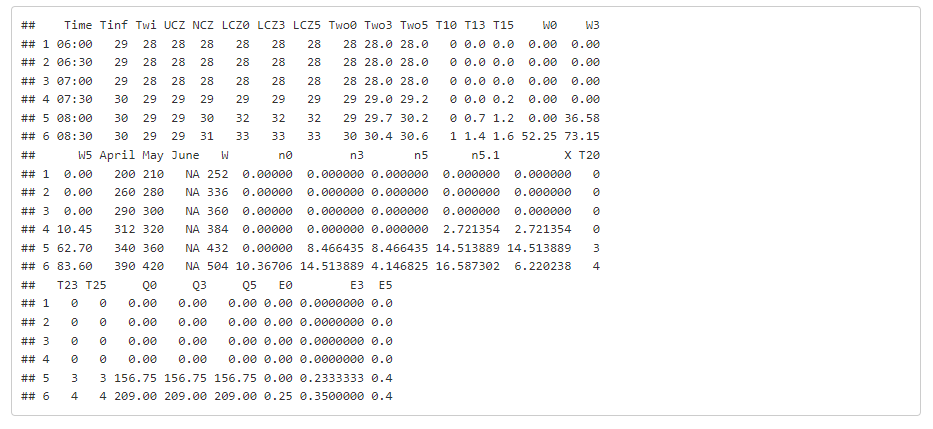 ##    Time Tinf Twi UCZ NCZ LCZ0 LCZ3 LCZ5 Two0 Two3 Two5 T10 T13 T15    W0    W3
## 1 06:00   29  28  28  28   28   28   28   28 28.0 28.0   0 0.0 0.0  0.00  0.00
## 2 06:30   29  28  28  28   28   28   28   28 28.0 28.0   0 0.0 0.0  0.00  0.00
## 3 07:00   29  28  28  28   28   28   28   28 28.0 28.0   0 0.0 0.0  0.00  0.00
## 4 07:30   30  29  29  29   29   29   29   29 29.0 29.2   0 0.0 0.2  0.00  0.00
## 5 08:00   30  29  29  30   32   32   32   29 29.7 30.2   0 0.7 1.2  0.00 36.58
## 6 08:30   30  29  29  31   33   33   33   30 30.4 30.6   1 1.4 1.6 52.25 73.15
##      W5 April May June   W       n0        n3       n5      n5.1         X T20
## 1  0.00   200 210   NA 252  0.00000  0.000000 0.000000  0.000000  0.000000   0
## 2  0.00   260 280   NA 336  0.00000  0.000000 0.000000  0.000000  0.000000   0
## 3  0.00   290 300   NA 360  0.00000  0.000000 0.000000  0.000000  0.000000   0
## 4 10.45   312 320   NA 384  0.00000  0.000000 0.000000  2.721354  2.721354   0
## 5 62.70   340 360   NA 432  0.00000  8.466435 8.466435 14.513889 14.513889   3
## 6 83.60   390 420   NA 504 10.36706 14.513889 4.146825 16.587302  6.220238   4
##   T23 T25     Q0     Q3     Q5   E0        E3  E5
## 1   0   0   0.00   0.00   0.00 0.00 0.0000000 0.0
## 2   0   0   0.00   0.00   0.00 0.00 0.0000000 0.0
## 3   0   0   0.00   0.00   0.00 0.00 0.0000000 0.0
## 4   0   0   0.00   0.00   0.00 0.00 0.0000000 0.0
## 5   3   3 156.75 156.75 156.75 0.00 0.2333333 0.4
## 6   4   4 209.00 209.00 209.00 0.25 0.3500000 0.4